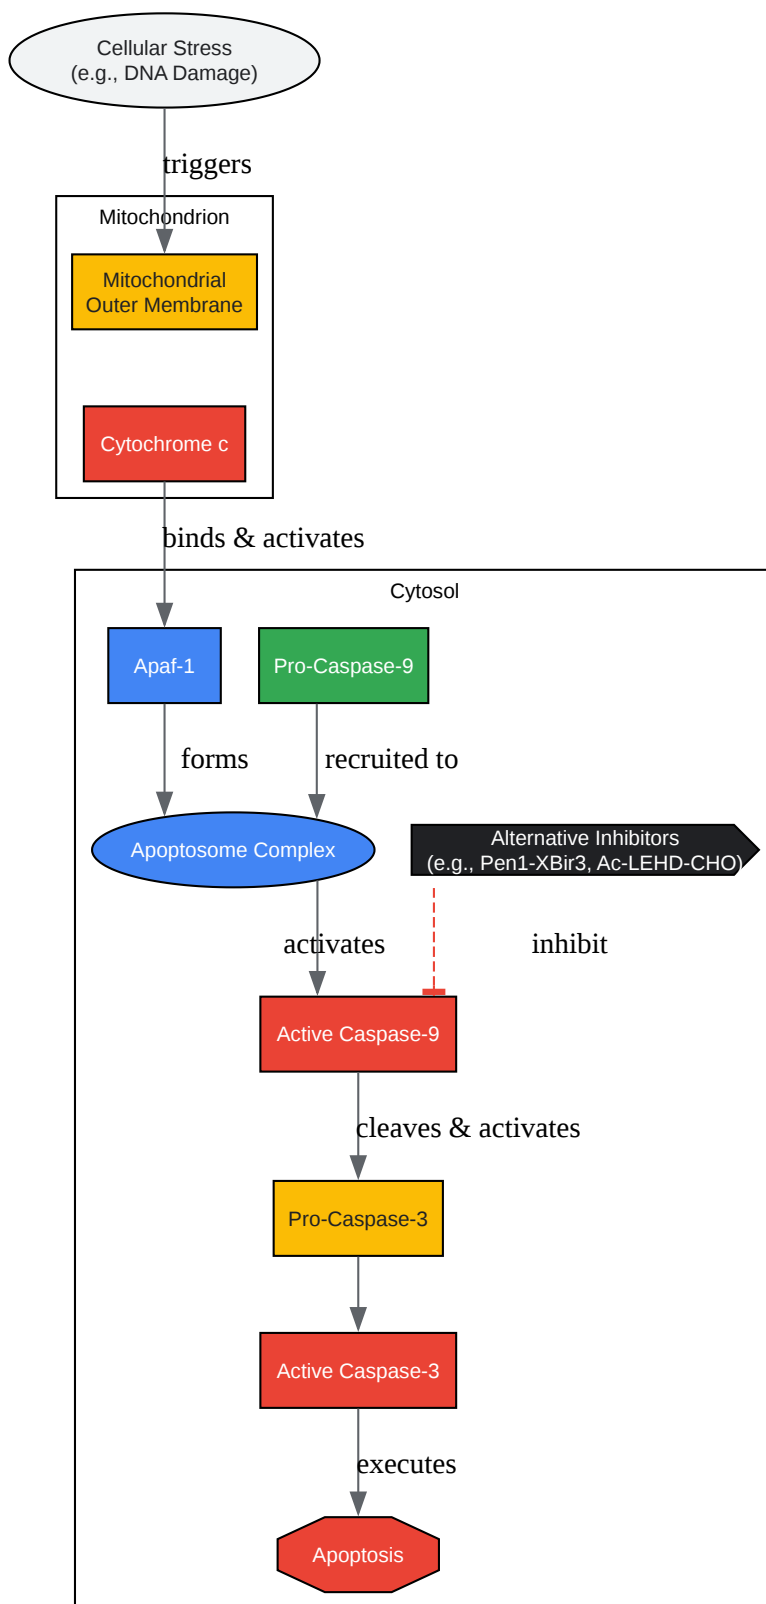 Cellular Stress
(e.g., DNA Damage)
triggers
Mitochondrion
Mitochondrial
Outer Membrane
Cytochrome c
binds & activates
Cytosol
Apaf-1
Pro-Caspase-9
forms
recruited to
Apoptosome Complex
Alternative Inhibitors
(e.g., Pen1-XBir3, Ac-LEHD-CHO)
activates
inhibit
Active Caspase-9
cleaves & activates
Pro-Caspase-3
Active Caspase-3
executes
Apoptosis